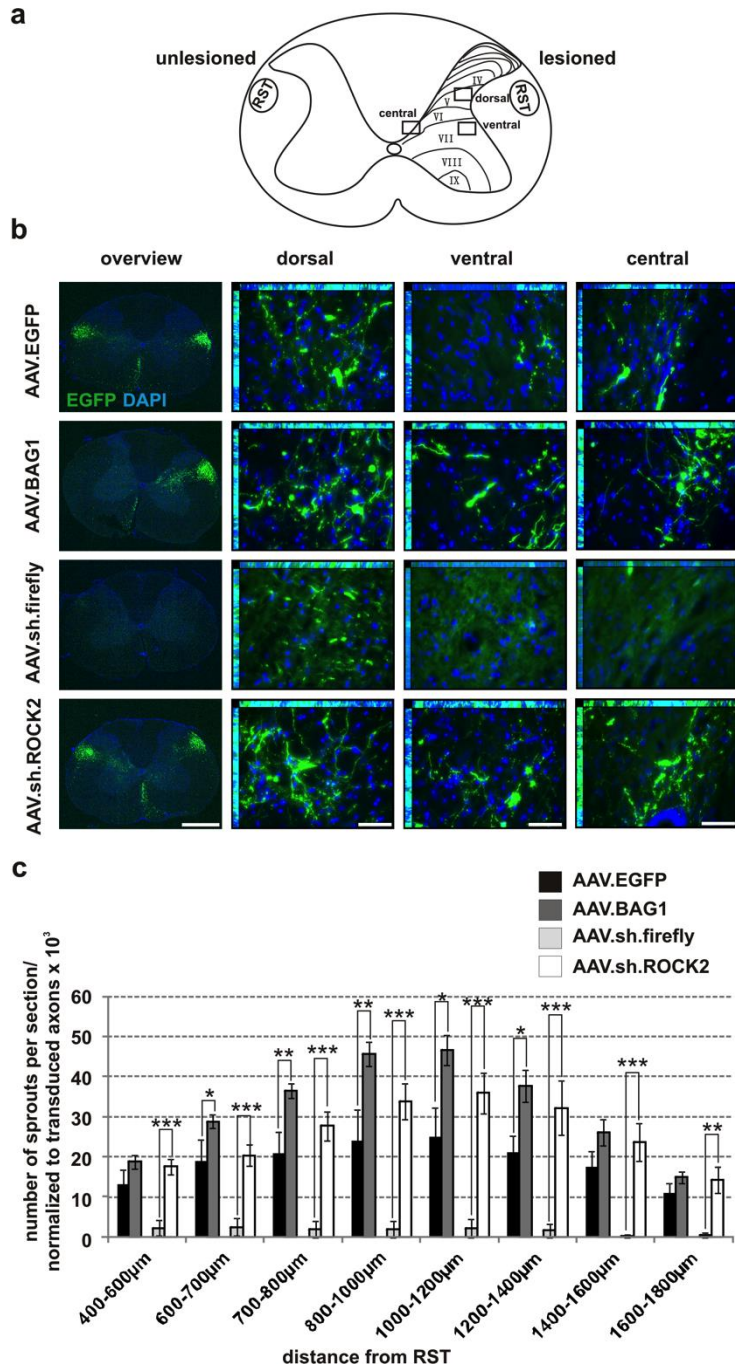 a
unlesioned
lesioned
RST
RST
IV
V
dorsal
central
VI
ventral
VII
VIII
IX
b
overview
dorsal
ventral
central
AAV.EGFP
EGFP DAPI
AAV.BAG1
AAV.sh.firefly
AAV.sh.ROCK2
c
AAV.EGFP
AAV.BAG1
AAV.sh.firefly
AAV.sh.ROCK2
number of sprouts per section/
normalized to transduced axons x 10³
60
50
40
30
20
10
0
***
*
***
**
***
**
***
*
***
*
***
***
**
400-600µm
600-700µm
700-800µm
800-1000µm
1000-1200µm
1200-1400µm
1400-1600µm
1600-1800µm
distance from RST